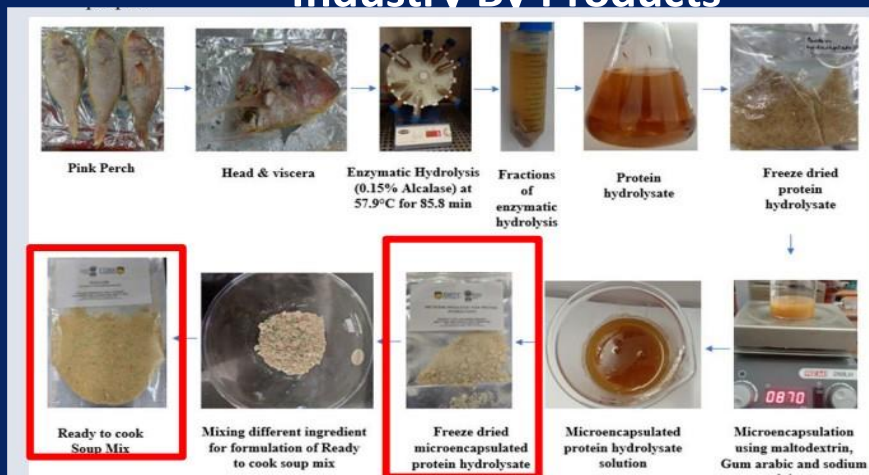 Industry By Products
Pink Perch
Head & viscera
Enzymatic Hydrolysis
(0.15% Alcalase) at
57.9°C for 85.8 min
Fractions
of
enzymatic
hydrolysis
Protein
hydrolysate
Freeze dried
protein
hydrolysate
Ready to cook
Soup Mix
Mixing different ingredient
for formulation of Ready
to cook soup mix
Freeze dried
microencapsulated
protein hydrolysate
Microencapsulated
protein hydrolysate
solution
0870
Microencapsulation
using maltodextrin,
Gum arabic and sodium